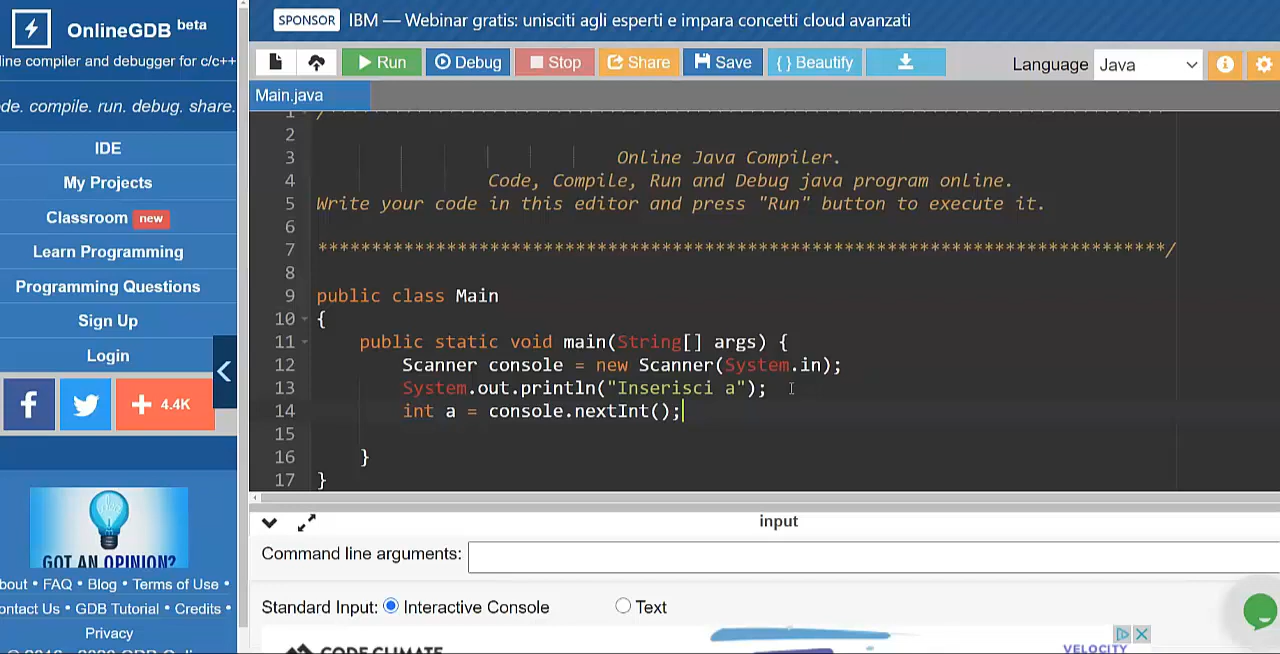 OnlineGDB beta
line compiler and debugger for c/c++
de. compile. run. debug. share.
IDE
My Projects
Classroom new
Learn Programming
Programming Questions
Sign Up
Login
+ 4.4K
GOT AN OPINION?
bout • FAQ • Blog • Terms of Use •
ontact Us • GDB Tutorial • Credits •
Privacy
SPONSOR IBM — Webinar gratis: unisciti agli esperti e impara concetti cloud avanzati
Run Debug Stop Share Save { } Beautify Language Java
Main.java
1 /******************************************************************************
2
3 Online Java Compiler.
4 Code, Compile, Run and Debug java program online.
5 Write your code in this editor and press "Run" button to execute it.
6
7 *******************************************************************************/
8
9 public class Main
10 {
11 public static void main(String[] args) {
12 Scanner console = new Scanner(System.in);
13 System.out.println("Inserisci a");
14 int a = console.nextInt();
15
16 }
17 }
input
Command line arguments:
Standard Input: Interactive Console Text
CODE CLIMATE
VELOCITY